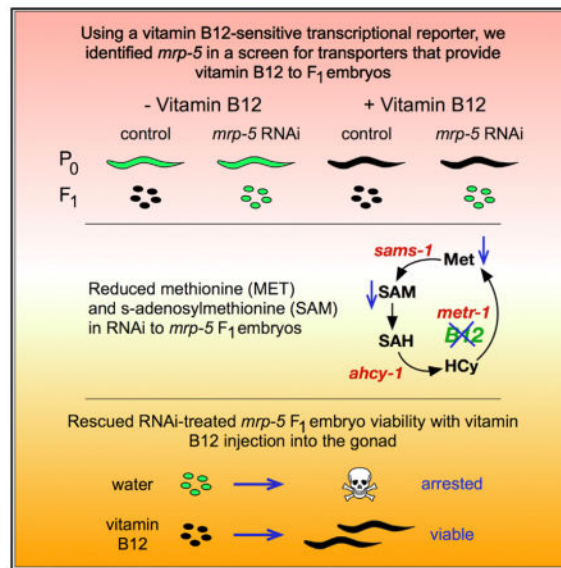 Using a vitamin B12-sensitive transcriptional reporter, we
identified mrp-5 in a screen for transporters that provide
vitamin B12 to F1 embryos
- Vitamin B12 + Vitamin B12
control mrp-5 RNAi control mrp-5 RNAi
P0
F1
Reduced methionine (MET)
and s-adenosylmethionine (SAM)
in RNAi to mrp-5 F1 embryos
sams-1
Met
SAM
metr-1
SAH
B12
ahcy-1
HCy
Rescued RNAi-treated mrp-5 F1 embryo viability with vitamin
B12 injection into the gonad
water arrested
vitamin
B12
viable